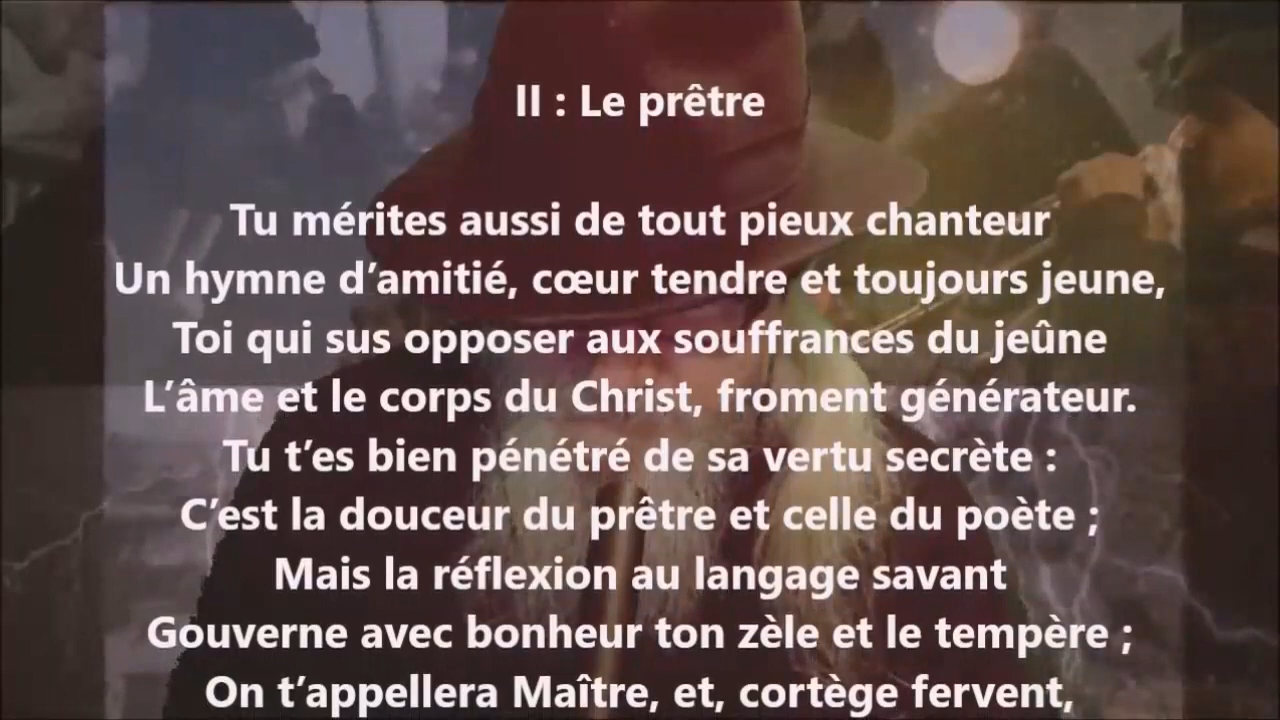 II : Le prêtre
Tu mérites aussi de tout pieux chanteur
Un hymne d’amitié, cœur tendre et toujours jeune,
Toi qui sus opposer aux souffrances du jeûne
L’âme et le corps du Christ, froment générateur.
Tu t’es bien pénétré de sa vertu secrète :
C’est la douceur du prêtre et celle du poète ;
Mais la réflexion au langage savant
Gouverne avec bonheur ton zèle et le tempère ;
On t’appellera Maître, et, cortège fervent,